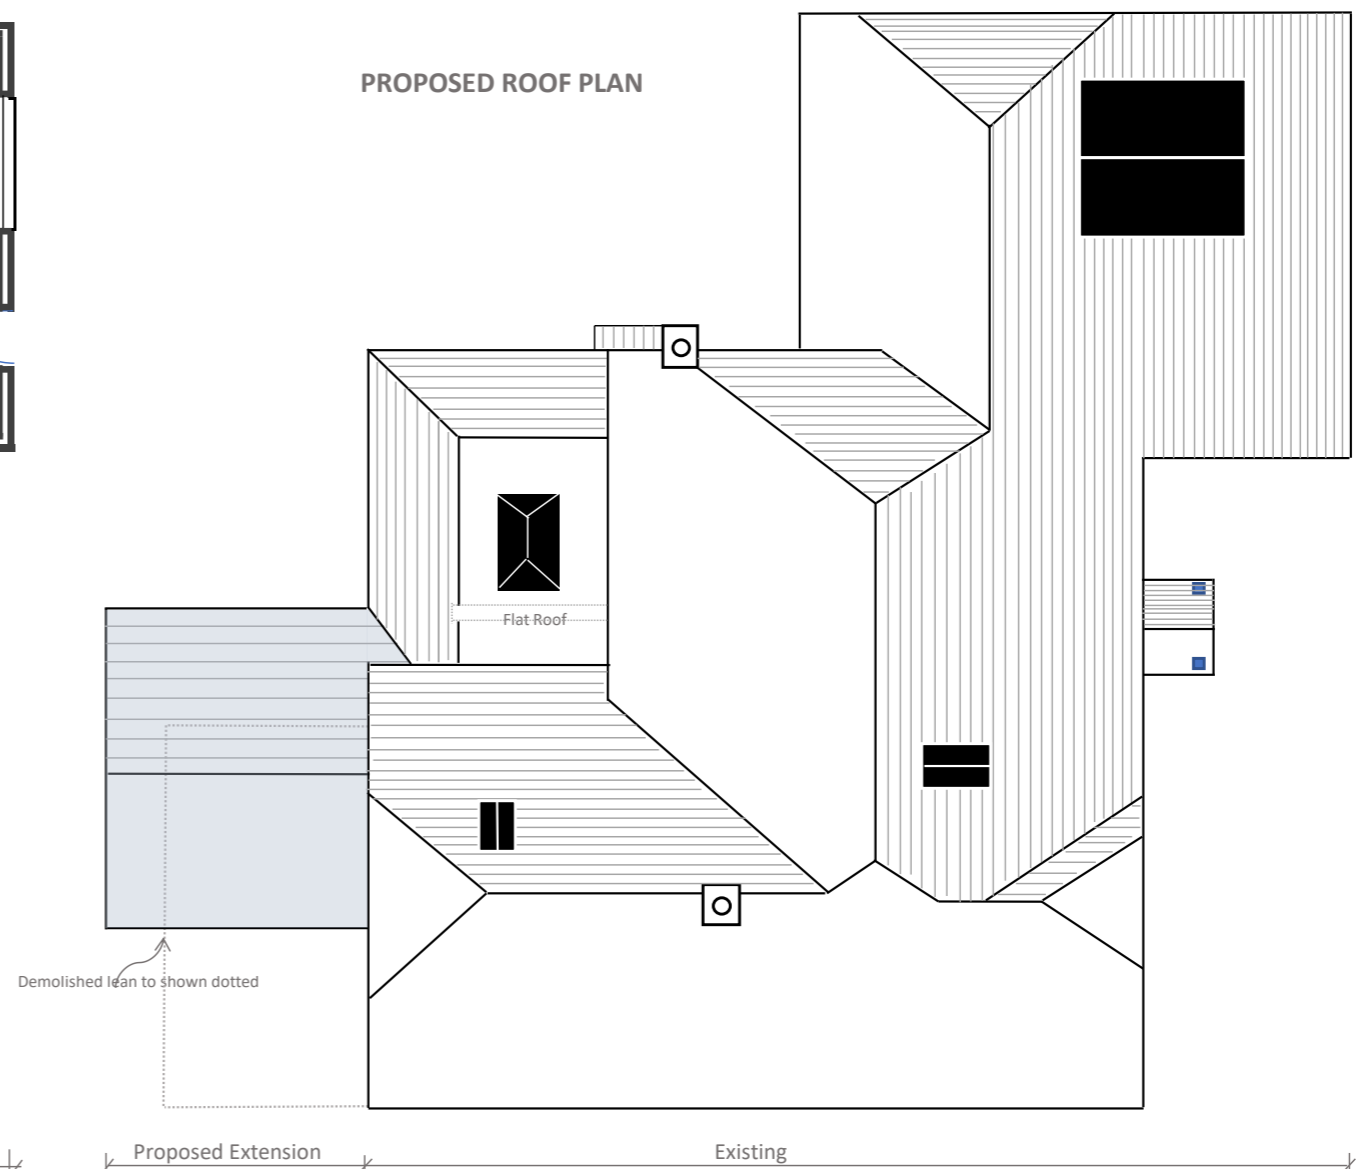 PROPOSED ROOF PLAN
Flat Roof
Demolished lean to shown dotted
Proposed Extension
Existing